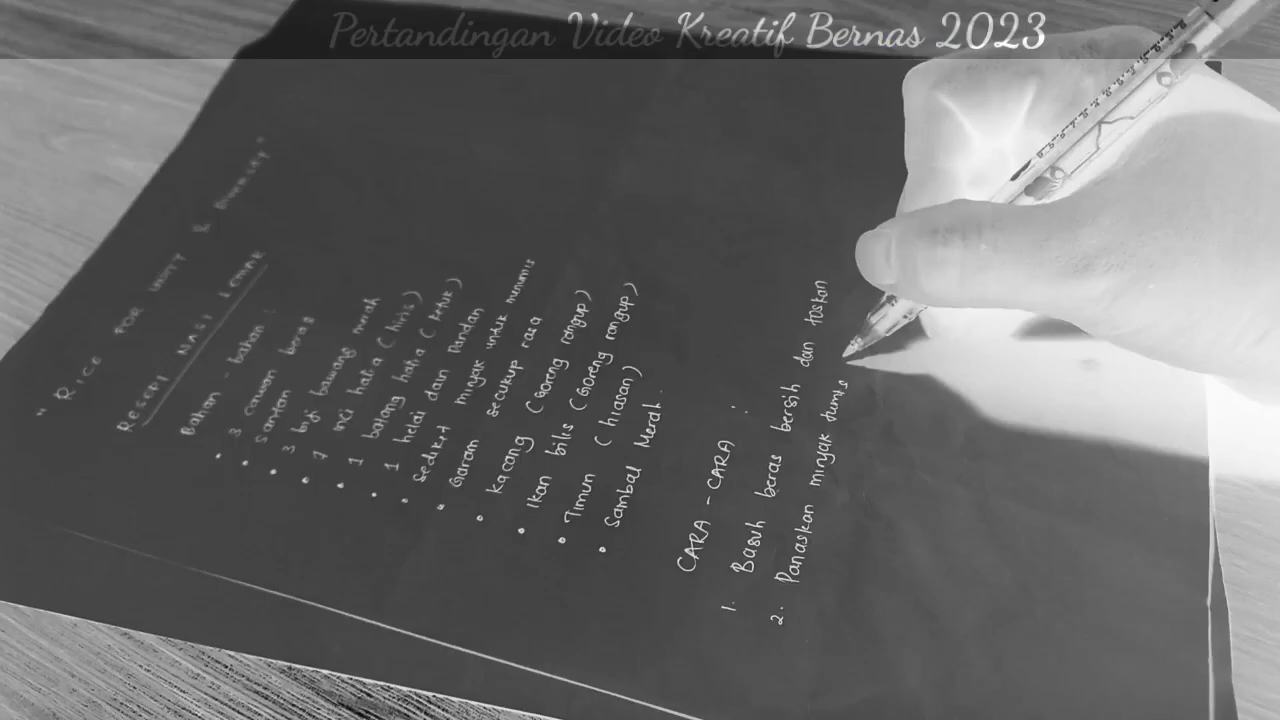 Pertandingan Video Kreatif Bernas 2023
"RICE FOR UNITY & DIVERSITY"
RESEPI NASI LEMAK
Bahan - bahan :
• 3 cawan beras
• Santan
• 3 biji bawang merah
• 1 inci halia (hiris)
• 1 batang halia (ketuk)
• 1 helai daun Pandan
• Sedikit minyak untuk menumis
• Garam secukup rasa
• Kacang (Goreng rangup)
• Ikan bilis (Goreng rangup)
• Timun (hiasan)
• Sambal Merah.
CARA - CARA :
1. Basuh beras bersih dan toskan
2. Panaskan minyak tumis